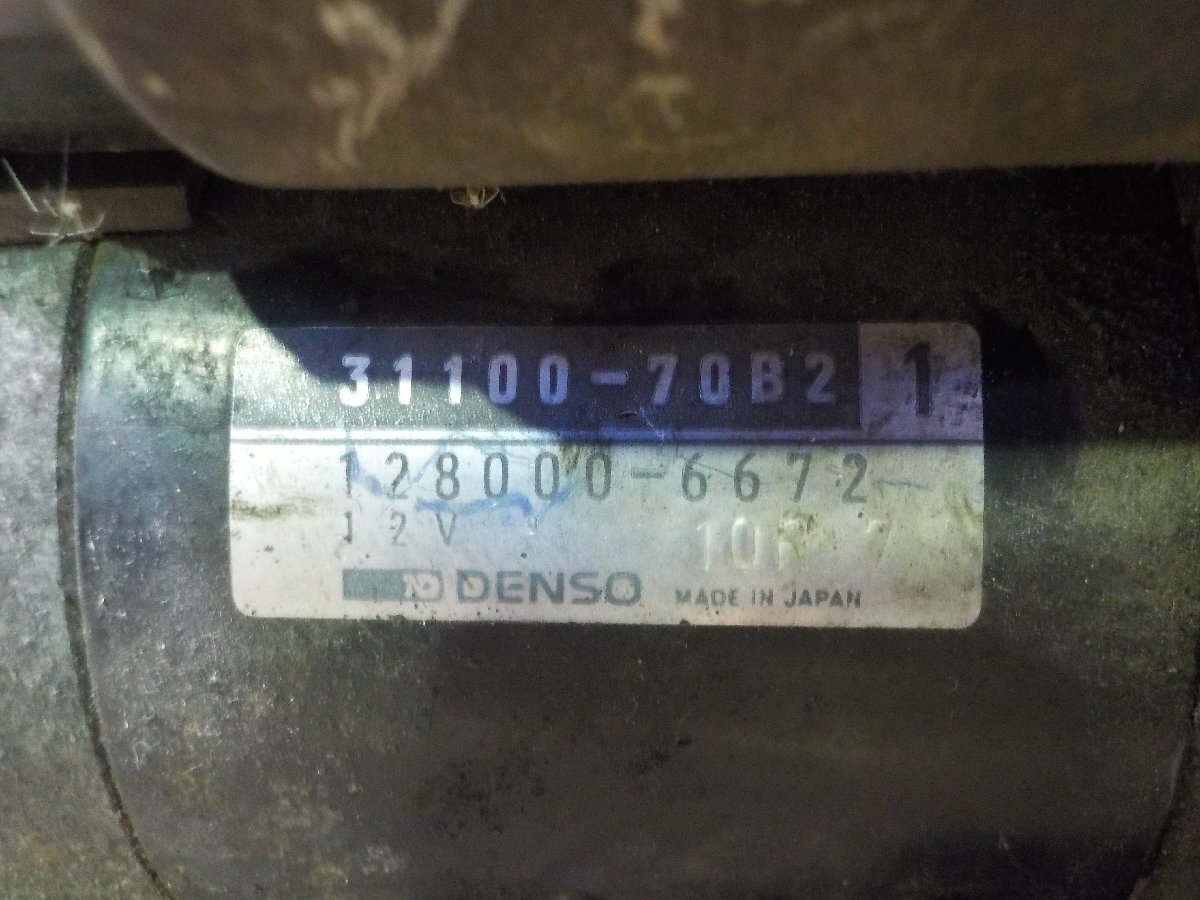 31100-70B2 1
128000-6672
12V
DENSO MADE IN JAPAN